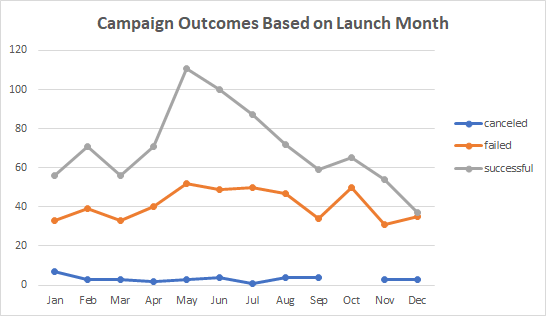 Campaign Outcomes Based on Launch Month
120
100
80
60
40
20
0
Jan Feb Mar Apr May Jun Jul Aug Sep Oct Nov Dec
canceled
failed
successful